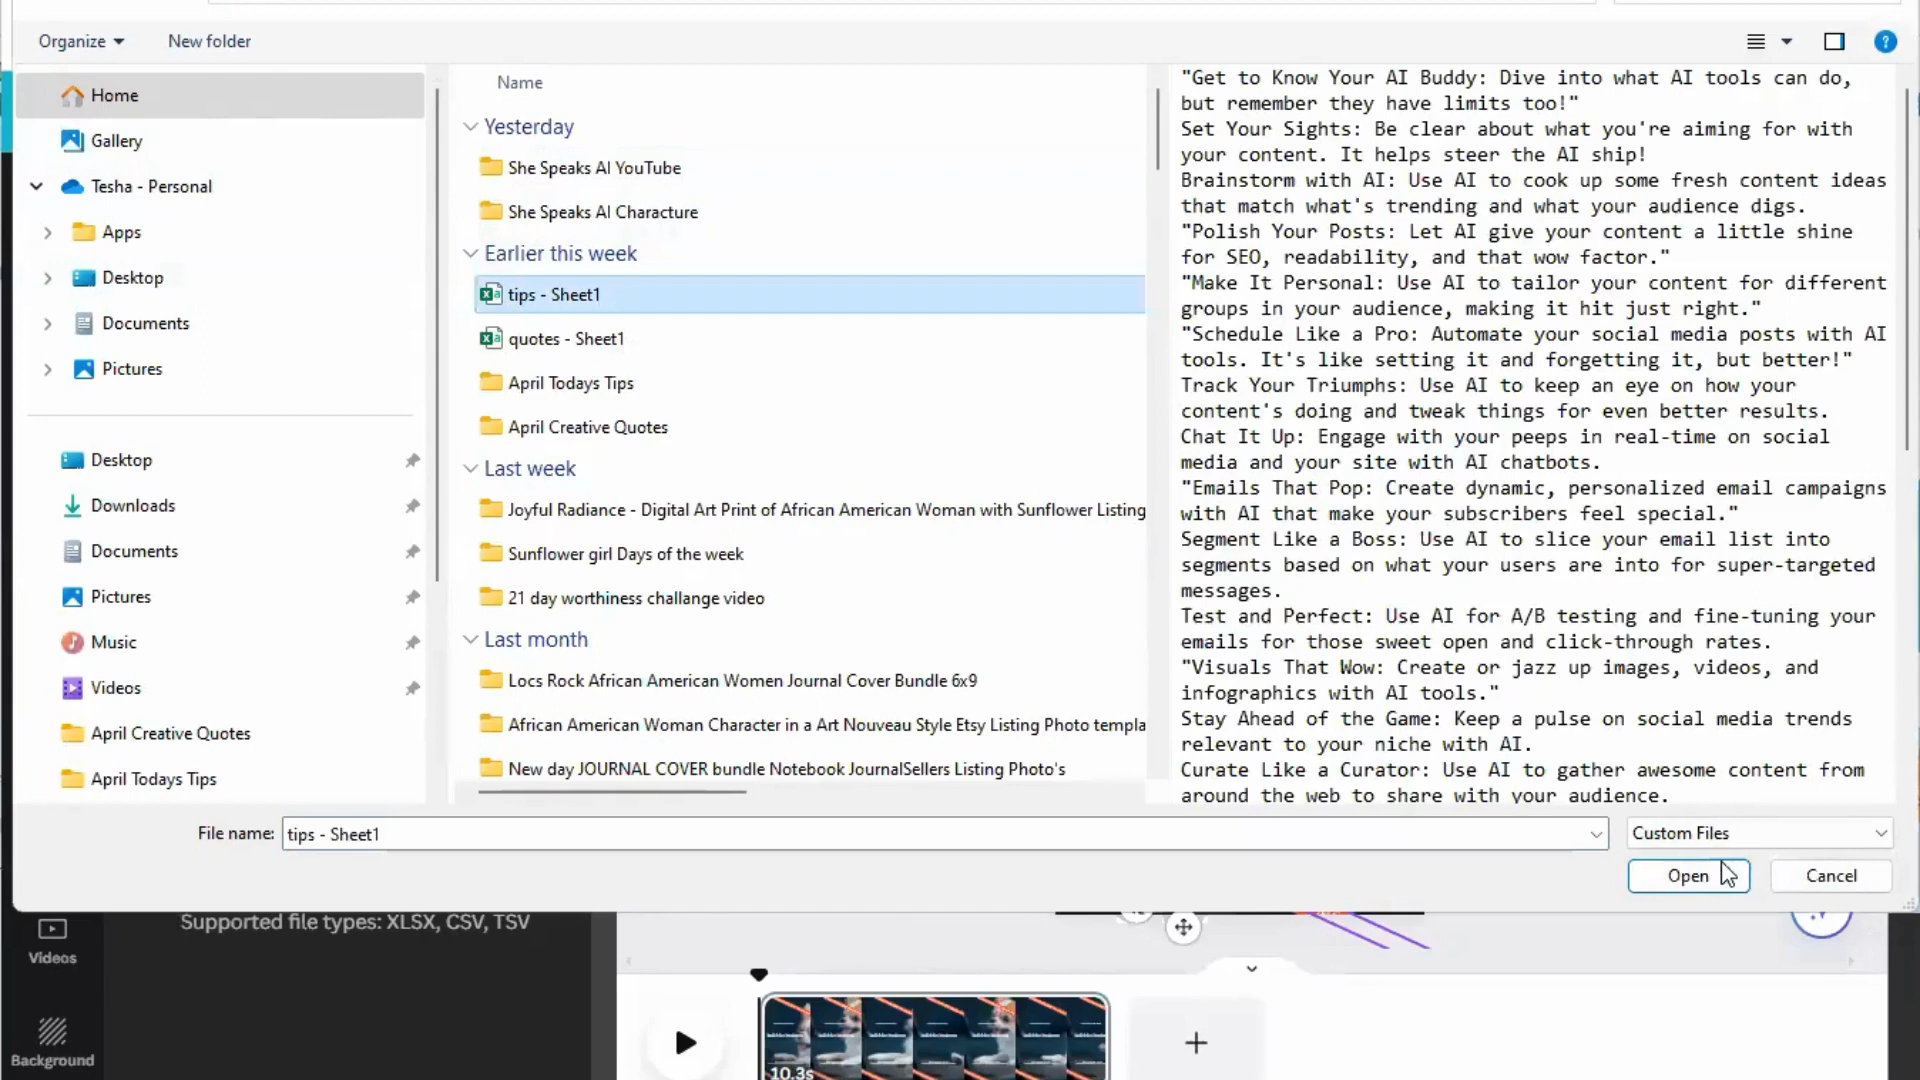 Organize
New folder
?
Home
Gallery
Tesha - Personal
Apps
Desktop
Documents
Pictures
Desktop
Downloads
Documents
Pictures
Music
Videos
April Creative Quotes
April Todays Tips
Name
Yesterday
She Speaks AI YouTube
She Speaks AI Characture
Earlier this week
tips - Sheet1
quotes - Sheet1
April Todays Tips
April Creative Quotes
Last week
Joyful Radiance - Digital Art Print of African American Woman with Sunflower Listing
Sunflower girl Days of the week
21 day worthiness challange video
Last month
Locs Rock African American Women Journal Cover Bundle 6x9
African American Woman Character in a Art Nouveau Style Etsy Listing Photo templa
New day JOURNAL COVER bundle Notebook JournalSellers Listing Photo's
"Get to Know Your AI Buddy: Dive into what AI tools can do,
but remember they have limits too!"
Set Your Sights: Be clear about what you're aiming for with
your content. It helps steer the AI ship!
Brainstorm with AI: Use AI to cook up some fresh content ideas
that match what's trending and what your audience digs.
"Polish Your Posts: Let AI give your content a little shine
for SEO, readability, and that wow factor."
"Make It Personal: Use AI to tailor your content for different
groups in your audience, making it hit just right."
"Schedule Like a Pro: Automate your social media posts with AI
tools. It's like setting it and forgetting it, but better!"
Track Your Triumphs: Use AI to keep an eye on how your
content's doing and tweak things for even better results.
Chat It Up: Engage with your peeps in real-time on social
media and your site with AI chatbots.
"Emails That Pop: Create dynamic, personalized email campaigns
with AI that make your subscribers feel special."
Segment Like a Boss: Use AI to slice your email list into
segments based on what your users are into for super-targeted
messages.
Test and Perfect: Use AI for A/B testing and fine-tuning your
emails for those sweet open and click-through rates.
"Visuals That Wow: Create or jazz up images, videos, and
infographics with AI tools."
Stay Ahead of the Game: Keep a pulse on social media trends
relevant to your niche with AI.
Curate Like a Curator: Use AI to gather awesome content from
around the web to share with your audience.
File name:
tips - Sheet1
Custom Files
Open
Cancel
Supported file types: XLSX, CSV, TSV
Videos
Background
10.3s